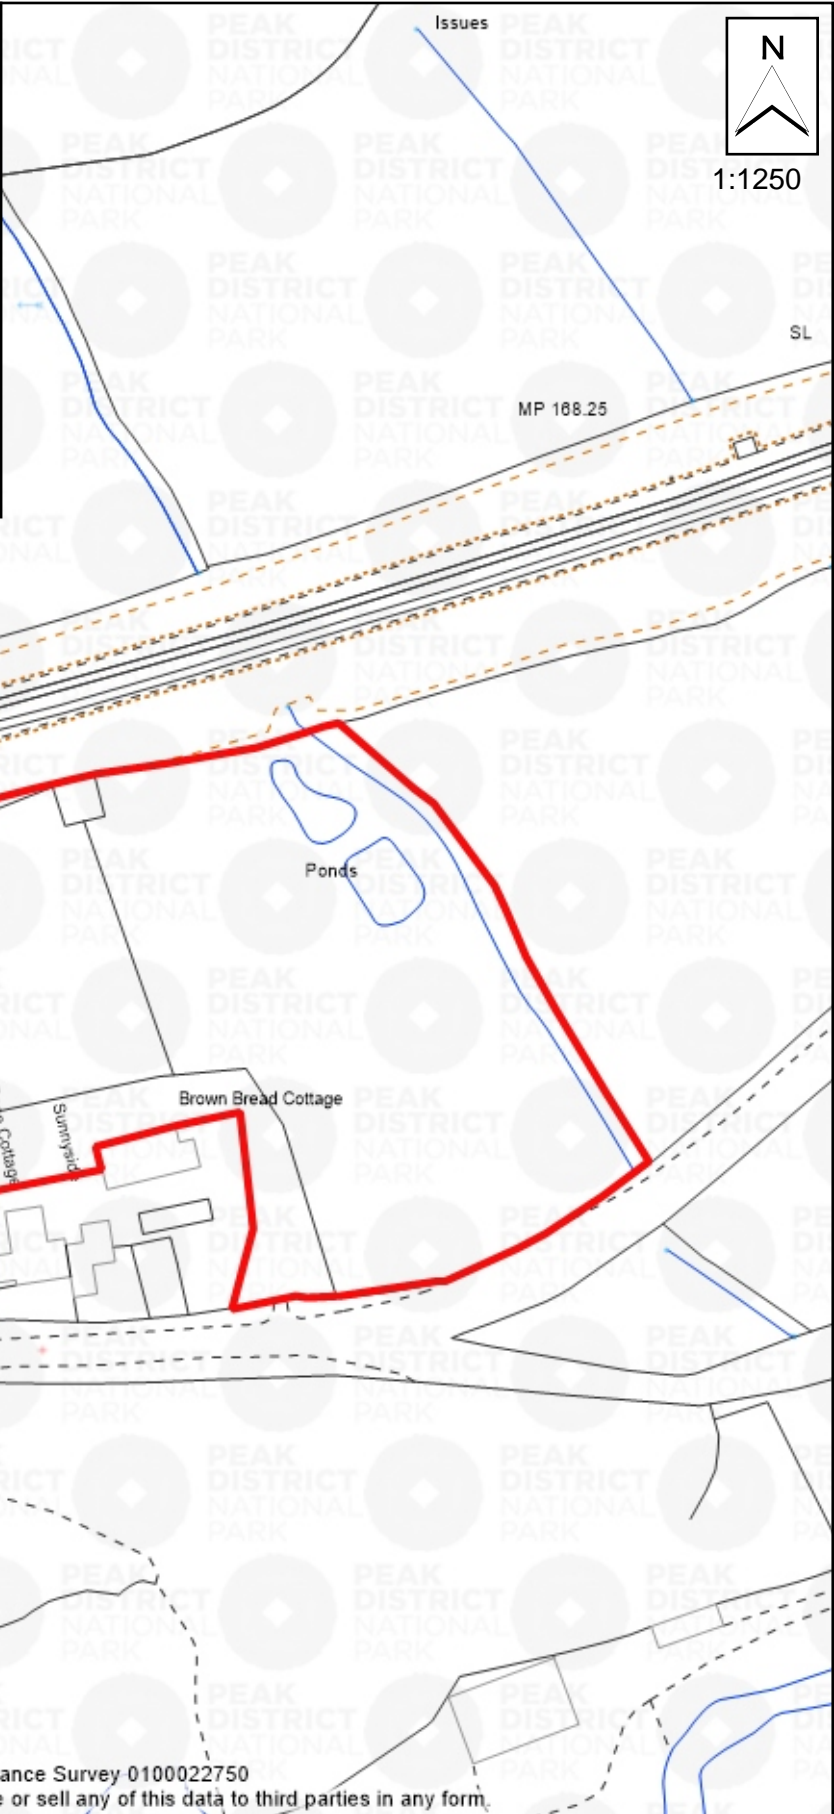 Issues
N
1:1250
SL
MP 168.25
Ponds
Brown Bread Cottage
Sunnyside
Cottage
ance Survey 0100022750
e or sell any of this data to third parties in any form.
PEAK
DISTRICT
NATIONAL
PARK